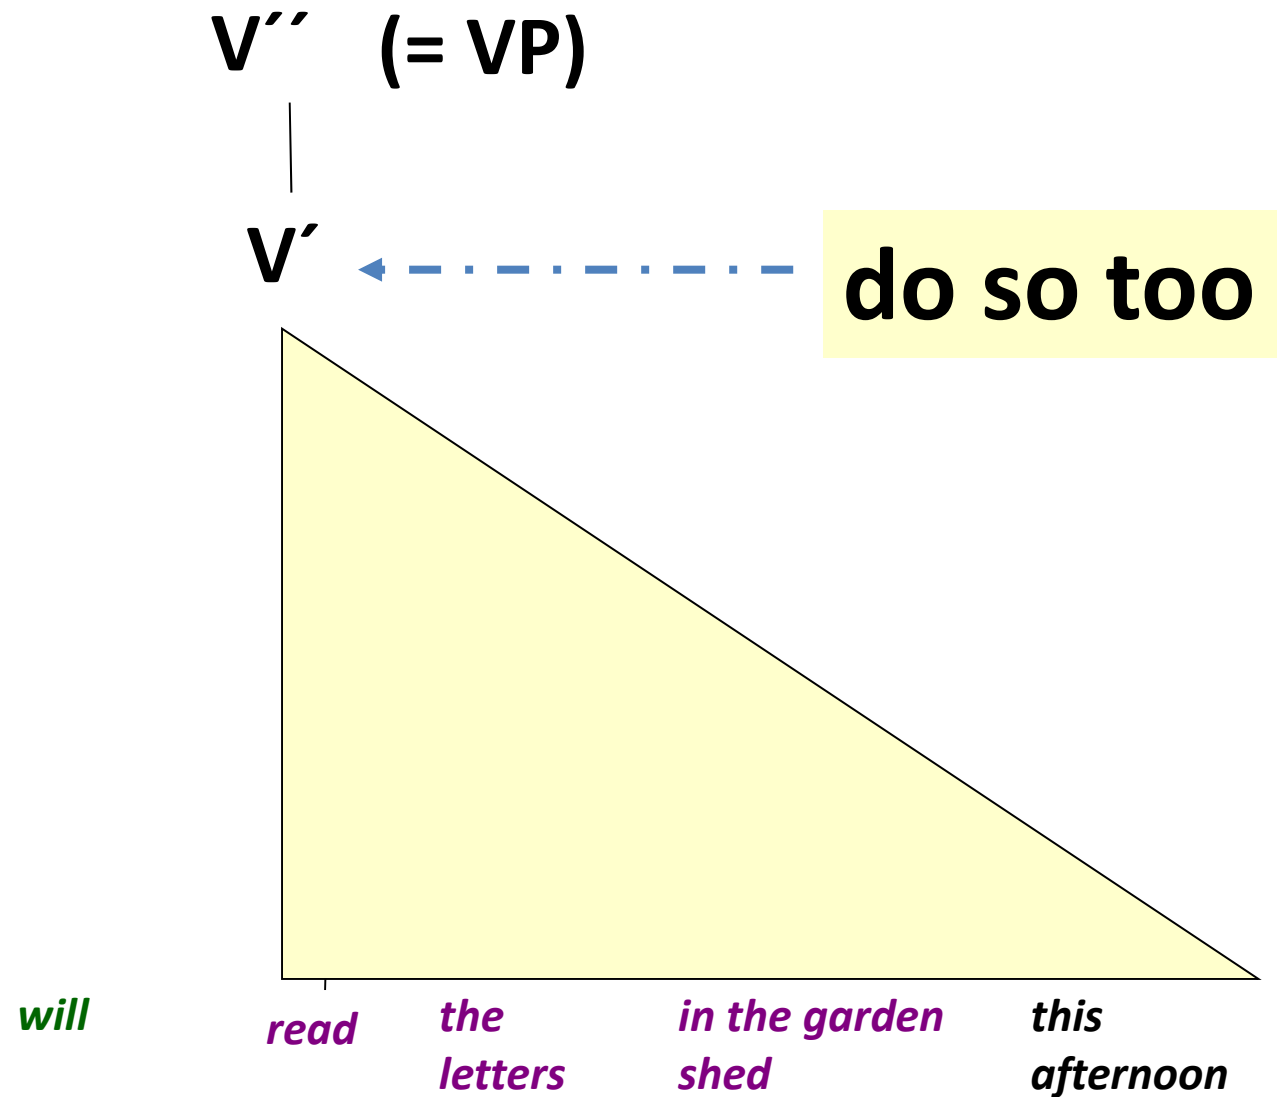 V´´ (= VP)
V´
do so too
will
read
the
letters
in the garden
shed
this
afternoon